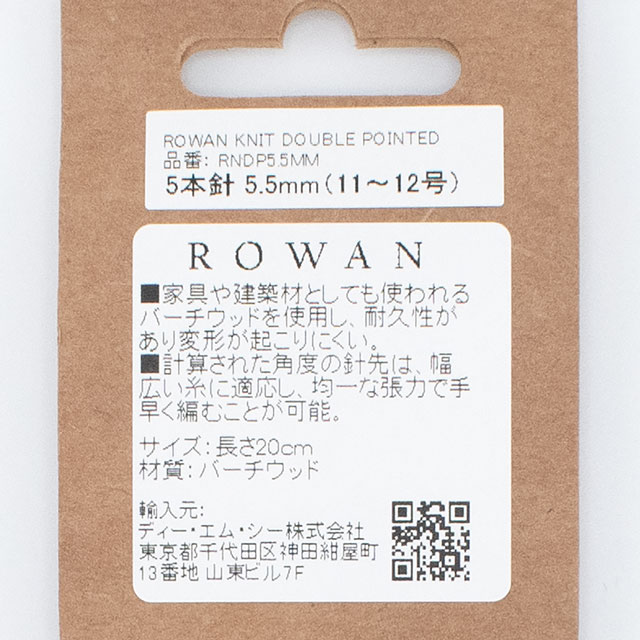 ROWAN KNIT DOUBLE POINTED
品番: RNDP5.5MM
5本針 5.5mm(11～12号)
ROWAN
■家具や建築材としても使われる
バーチウッドを使用し、耐久性が
あり変形が起こりにくい。
■計算された角度の針先は、幅
広い糸に適応し、均一な張力で手
早く編むことが可能。
サイズ: 長さ20cm
材質: バーチウッド
輸入元:
ディー・エム・シー株式会社
東京都千代田区神田紺屋町
13番地 山東ビル7F